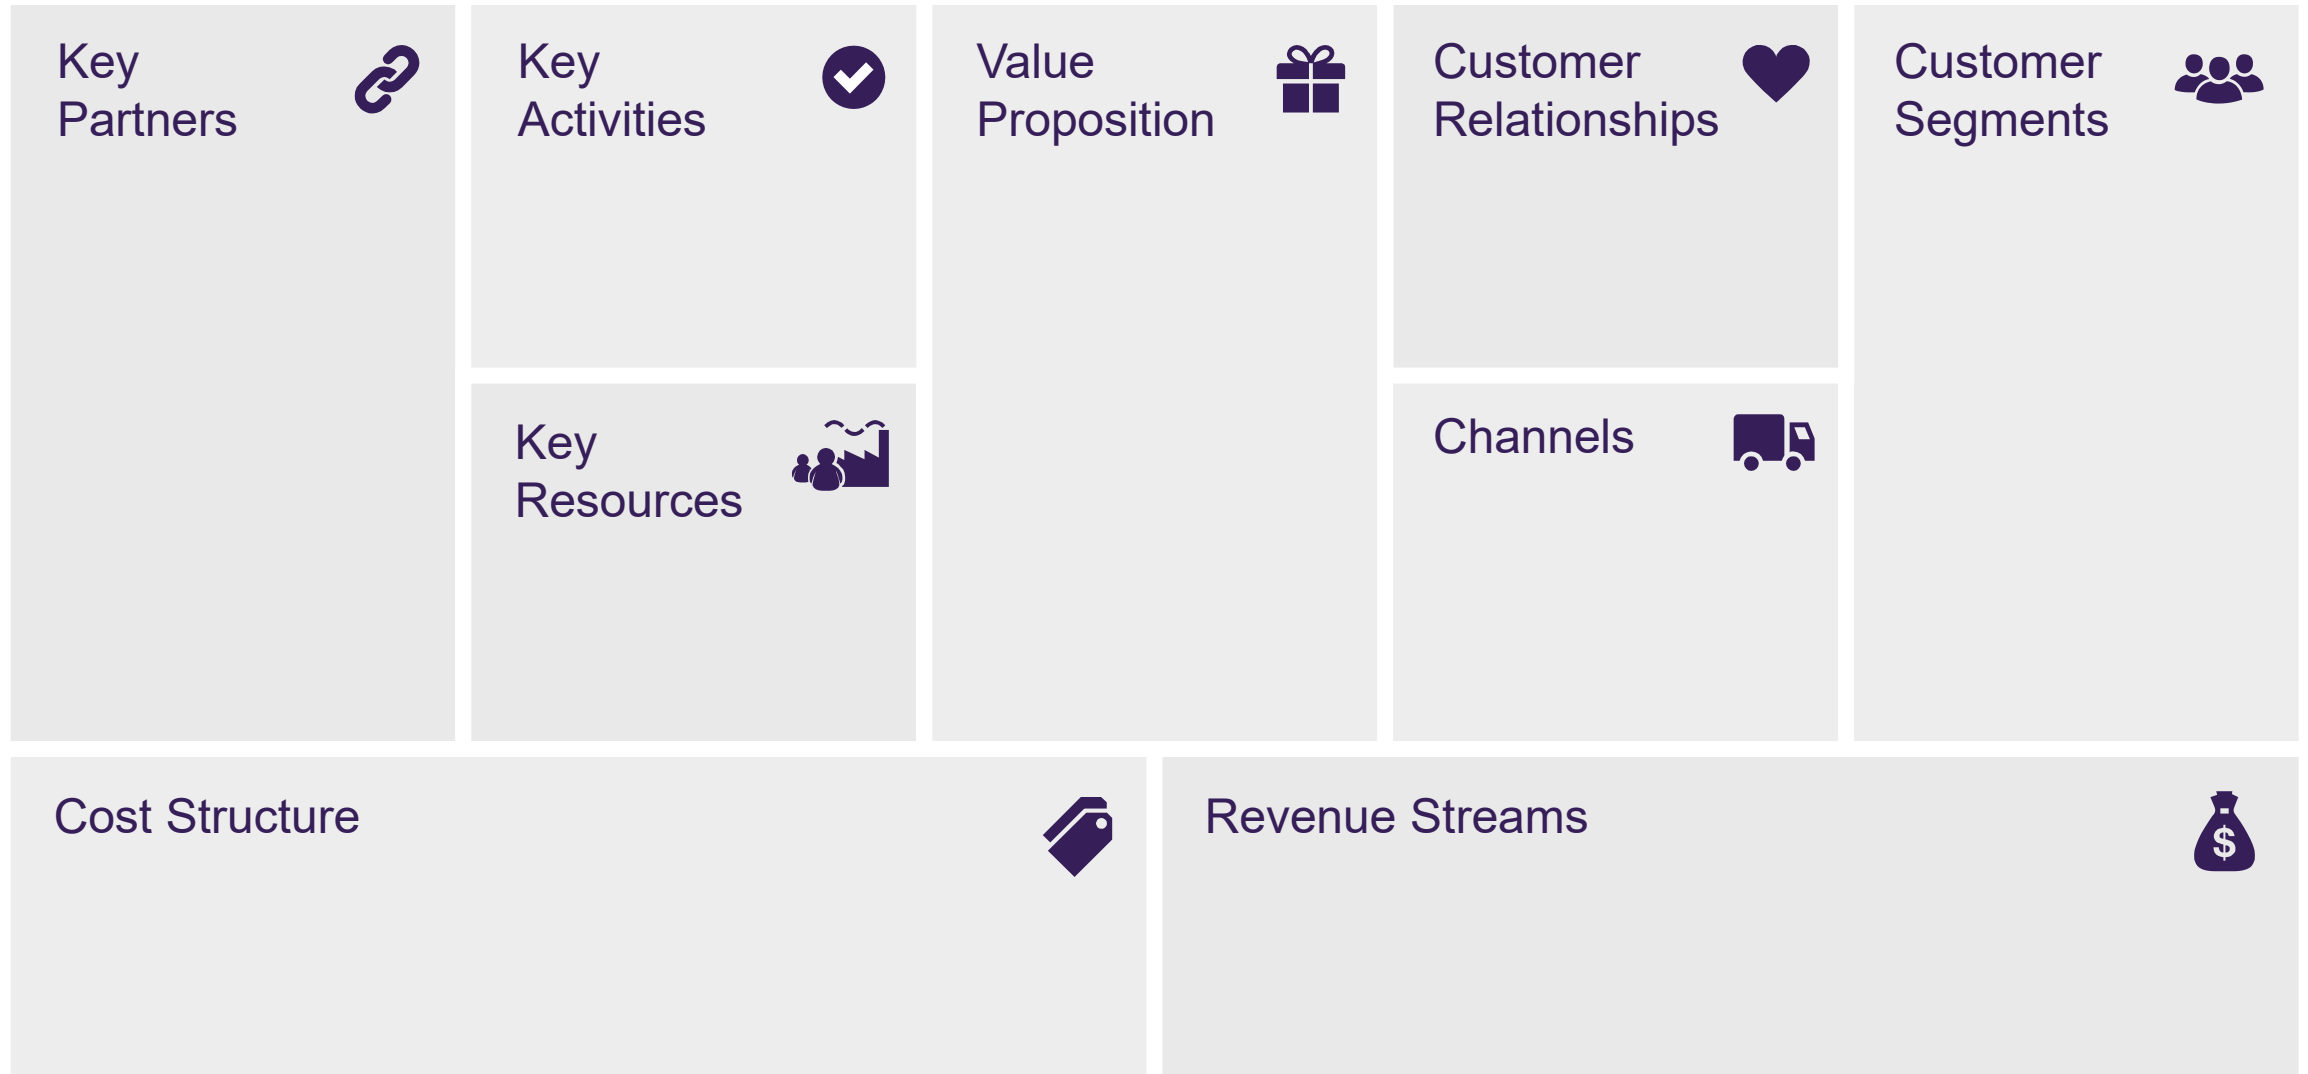 Key
Partners
Key
Activities
Key
Resources
Value
Proposition
Customer
Relationships
Channels
Customer
Segments
Cost Structure
Revenue Streams
$